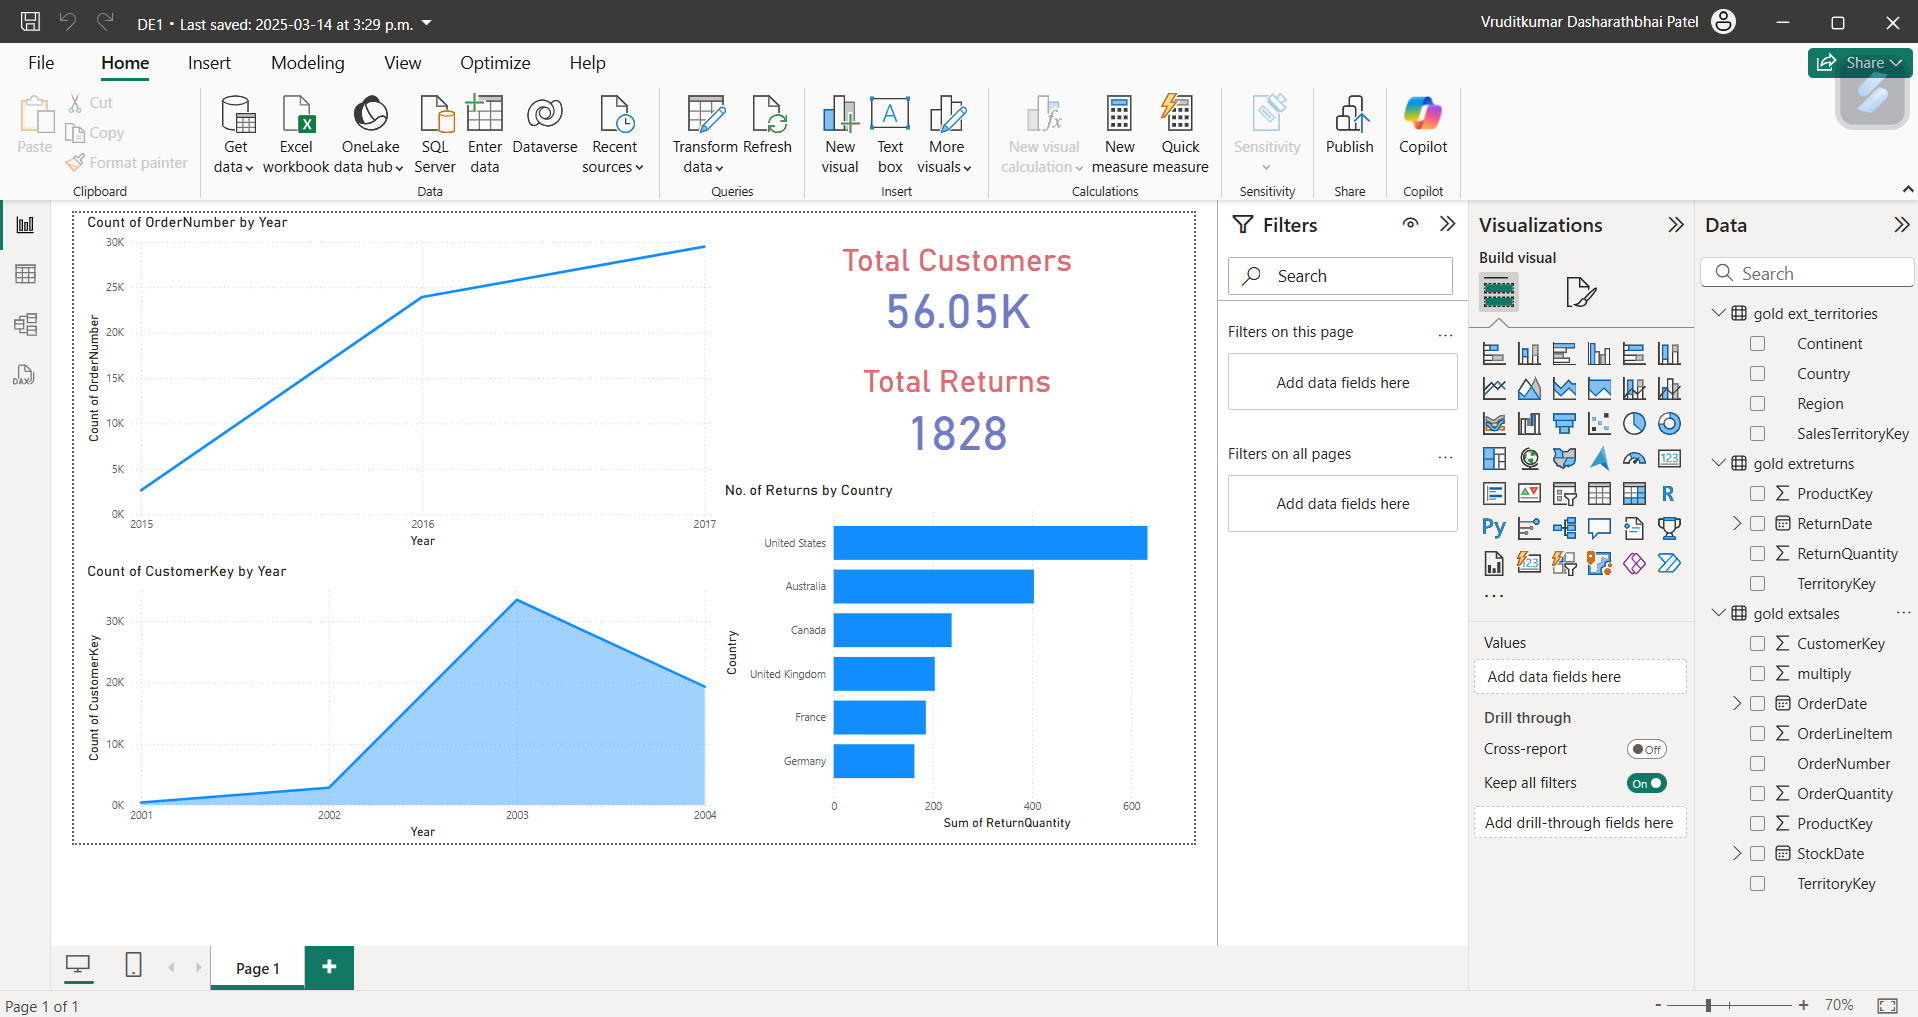 DE1 • Last saved: 2025-03-14 at 3:29 p.m.
Vruditkumar Dasharathbhai Patel
File Home Insert Modeling View Optimize Help
Share
Paste
Cut
Copy
Format painter
Clipboard
Get data
Excel workbook
OneLake data hub
SQL Server
Enter data
Dataverse
Recent sources
Data
Transform data
Refresh
Queries
New visual
Text box
More visuals
Insert
New visual calculation
New measure
Quick measure
Calculations
Sensitivity
Sensitivity
Publish
Share
Copilot
Copilot
Count of OrderNumber by Year
Count of OrderNumber
30K
25K
20K
15K
10K
5K
0K
2015 2016 2017
Year
Total Customers
56.05K
Total Returns
1828
Count of CustomerKey by Year
Count of CustomerKey
30K
20K
10K
0K
2001 2002 2003 2004
Year
No. of Returns by Country
Country
United States
Australia
Canada
United Kingdom
France
Germany
0 200 400 600
Sum of ReturnQuantity
Filters
Search
Filters on this page
Add data fields here
Filters on all pages
Add data fields here
Visualizations
Build visual
123
R
Py
123
Values
Add data fields here
Drill through
Cross-report
Off
Keep all filters
On
Add drill-through fields here
Data
Search
gold ext_territories
Continent
Country
Region
SalesTerritoryKey
gold extreturns
ProductKey
ReturnDate
ReturnQuantity
TerritoryKey
gold extsales
CustomerKey
multiply
OrderDate
OrderLineItem
OrderNumber
OrderQuantity
ProductKey
StockDate
TerritoryKey
DAX
Page 1
Page 1 of 1
70%